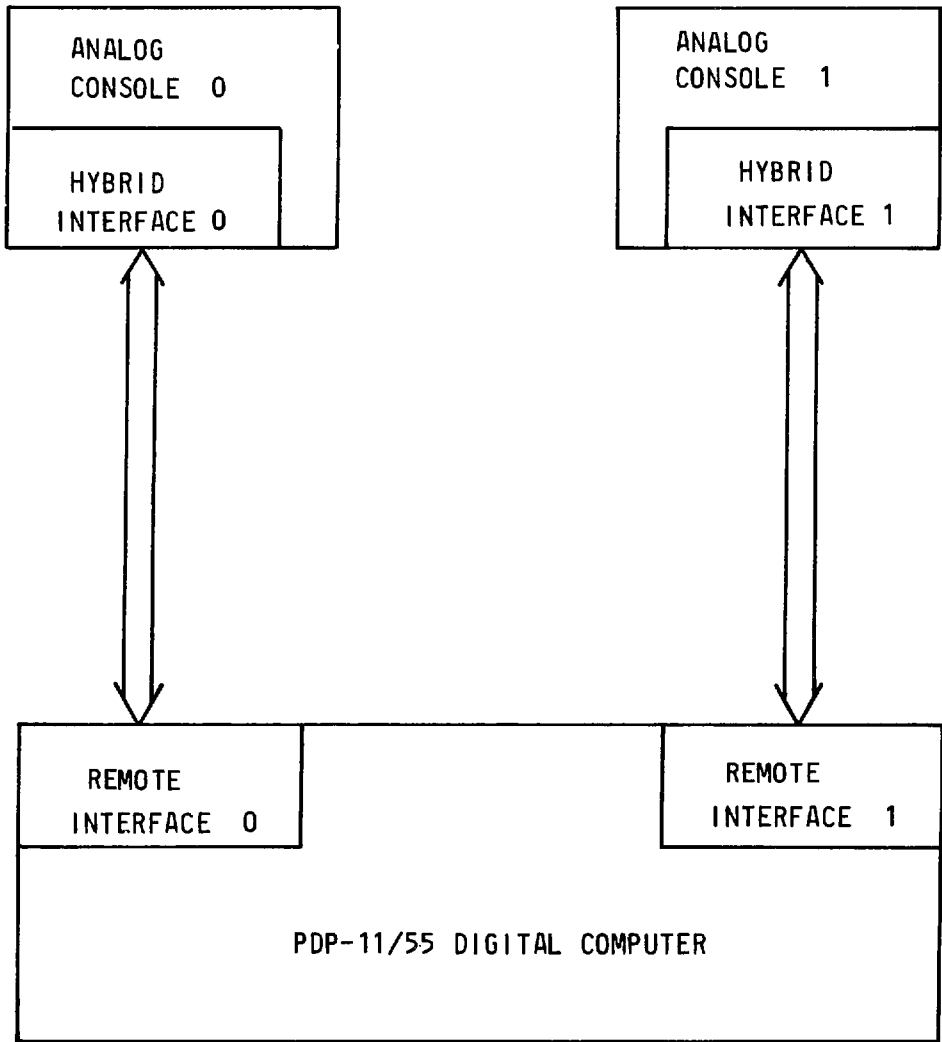 ANALOG
CONSOLE 0
HYBRID
INTERFACE 0
ANALOG
CONSOLE 1
HYBRID
INTERFACE 1
REMOTE
INTERFACE 0
REMOTE
INTERFACE 1
PDP-11/55 DIGITAL COMPUTER